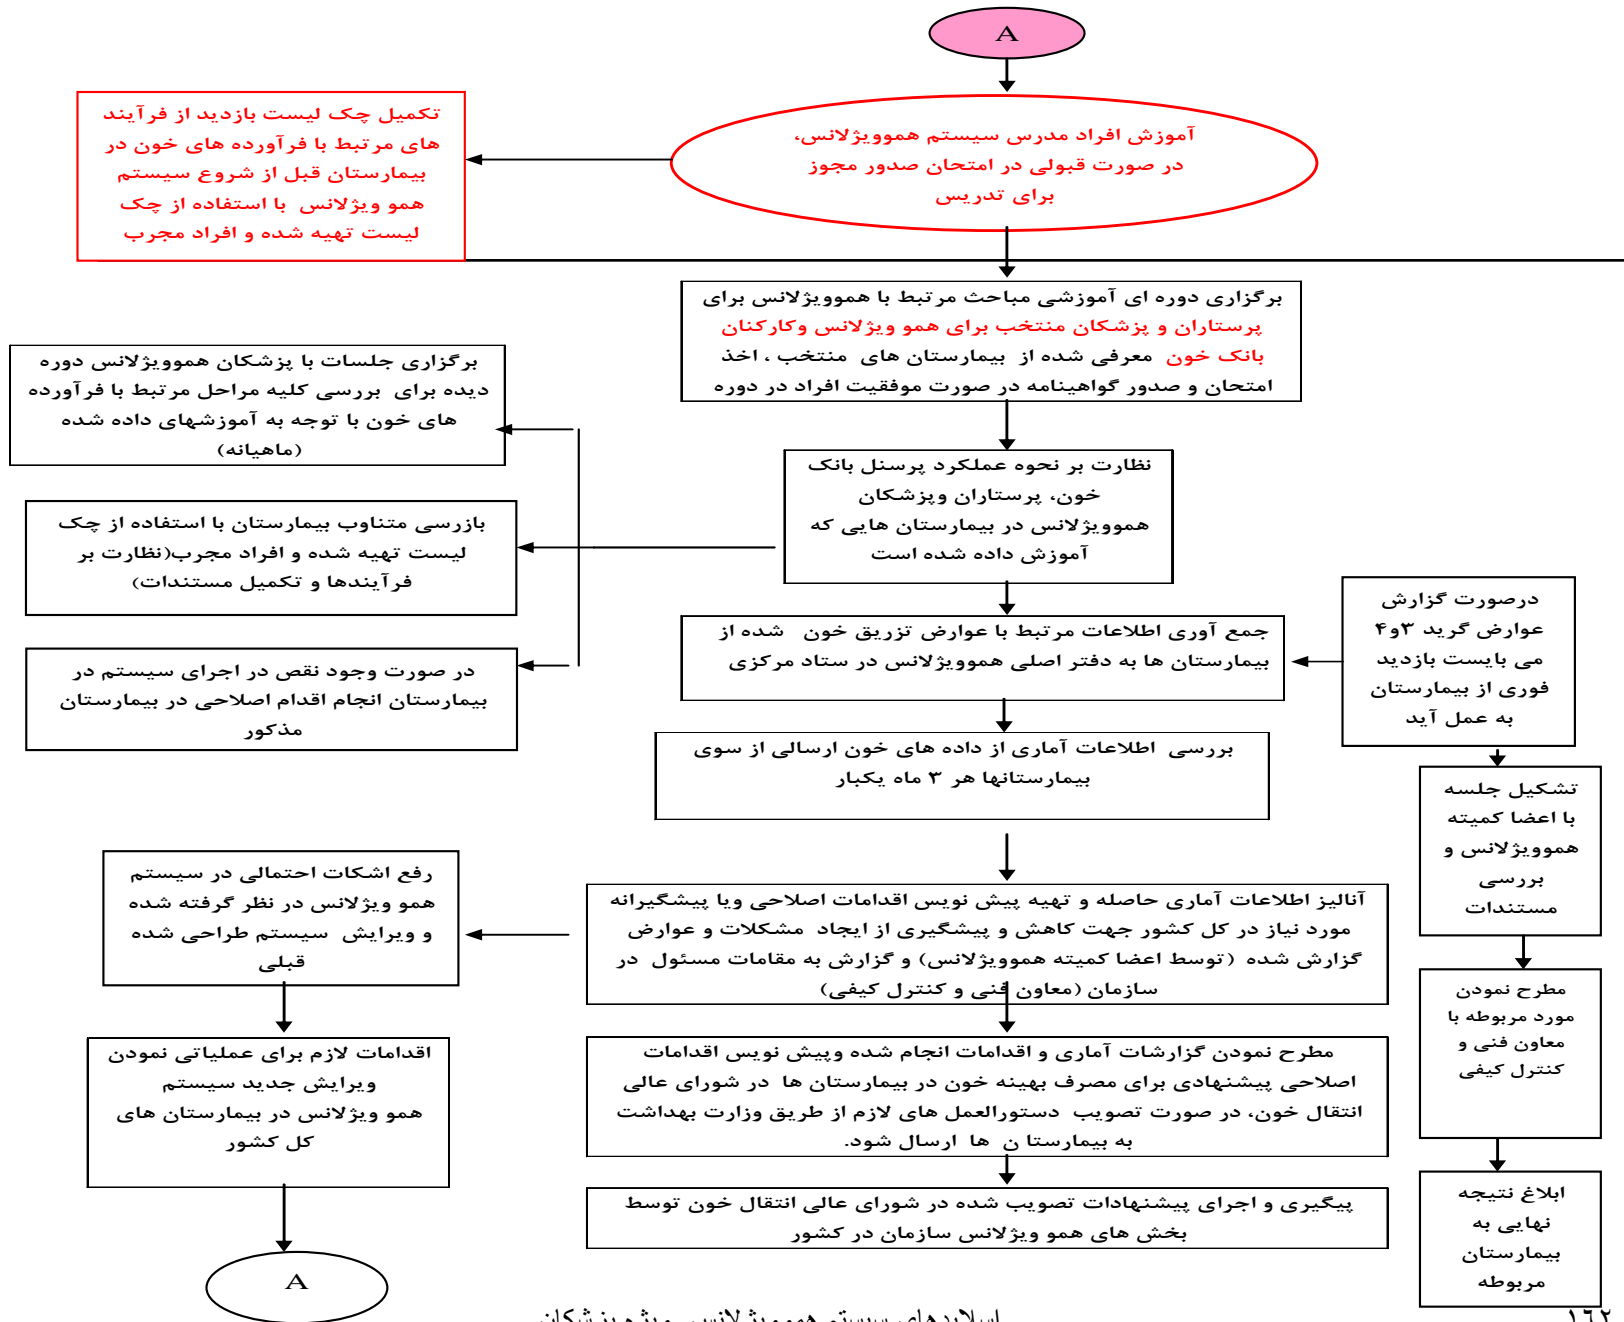 A
آموزش افراد مدرس سیستم هموویژلانس،
در صورت قبولی در امتحان صدور مجوز
برای تدریس
تکمیل چک لیست بازدید از فرآیند
های مرتبط با فرآورده های خون در
بیمارستان قبل از شروع سیستم
همو ویژلانس با استفاده از چک
لیست تهیه شده و افراد مجرب
برگزاری دوره ای آموزشی مباحث مرتبط با هموویژلانس برای
پرستاران و پزشکان منتخب برای همو ویژلانس وکارکنان
بانک خون معرفی شده از بیمارستان های منتخب ، اخذ
امتحان و صدور گواهینامه در صورت موفقیت افراد در دوره
برگزاری جلسات با پزشکان هموویژلانس دوره
دیده برای بررسی کلیه مراحل مرتبط با فرآورده
های خون با توجه به آموزشهای داده شده
(ماهیانه)
نظارت بر نحوه عملکرد پرسنل بانک
خون، پرستاران وپزشکان
هموویژلانس در بیمارستان هایی که
آموزش داده شده است
بازرسی متناوب بیمارستان با استفاده از چک
لیست تهیه شده و افراد مجرب(نظارت بر
فرآیندها و تکمیل مستندات)
در صورت وجود نقص در اجرای سیستم در
بیمارستان انجام اقدام اصلاحی در بیمارستان
مذکور
جمع آوری اطلاعات مرتبط با عوارض تزریق خون شده از
بیمارستان ها به دفتر اصلی هموویژلانس در ستاد مرکزی
درصورت گزارش
عوارض گرید ۳و۴
می بایست بازدید
فوری از بیمارستان
به عمل آید
بررسی اطلاعات آماری از داده های خون ارسالی از سوی
بیمارستانها هر ۳ ماه یکبار
تشکیل جلسه
با اعضا کمیته
هموویژلانس و
بررسی
مستندات
آنالیز اطلاعات آماری حاصله و تهیه پیش نویس اقدامات اصلاحی ویا پیشگیرانه
مورد نیاز در کل کشور جهت کاهش و پیشگیری از ایجاد مشکلات و عوارض
گزارش شده (توسط اعضا کمیته هموویژلانس) و گزارش به مقامات مسئول در
سازمان (معاون فنی و کنترل کیفی)
رفع اشکات احتمالی در سیستم
همو ویژلانس در نظر گرفته شده
و ویرایش سیستم طراحی شده
قبلی
مطرح نمودن
مورد مربوطه با
معاون فنی و
کنترل کیفی
مطرح نمودن گزارشات آماری و اقدامات انجام شده وپیش نویس اقدامات
اصلاحی پیشنهادی برای مصرف بهینه خون در بیمارستان ها در شورای عالی
انتقال خون، در صورت تصویب دستورالعمل های لازم از طریق وزارت بهداشت
به بیمارستا ن ها ارسال شود.
اقدامات لازم برای عملیاتی نمودن
ویرایش جدید سیستم
همو ویژلانس در بیمارستان های
کل کشور
پیگیری و اجرای پیشنهادات تصویب شده در شورای عالی انتقال خون توسط
بخش های همو ویژلانس سازمان در کشور
ابلاغ نتیجه
نهایی به
بیمارستان
مربوطه
A
اسلایدهای سیستم هموویژلانس ویژه پزشکان
۱۶۲